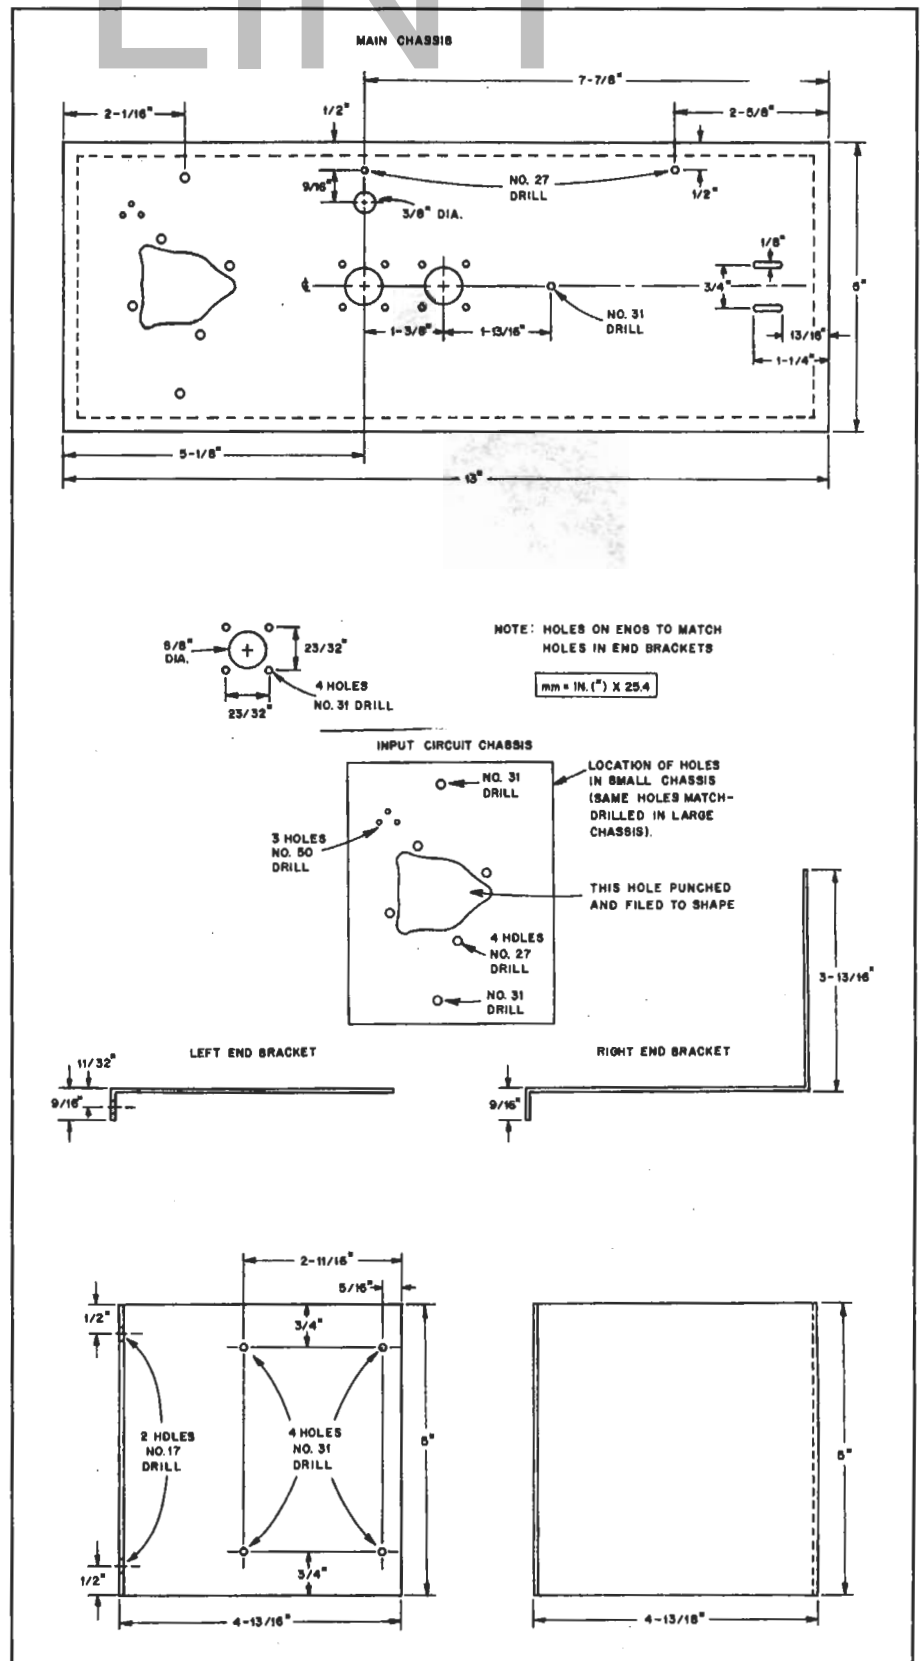 LINT
MAIN CHASSIS
7-7/8"
2-1/16"
1/2"
2-5/8"
9/16"
NO. 27
DRILL
1/2"
3/8" DIA.
1/8"
3/4"
6"
℄
NO. 31
DRILL
1-3/8"
1-13/16"
13/16"
1-1/4"
5-1/8"
13"
5/8"
DIA.
23/32"
4 HOLES
NO. 31 DRILL
23/32"
NOTE: HOLES ON ENDS TO MATCH
HOLES IN END BRACKETS
mm = IN.(") X 25.4
INPUT CIRCUIT CHASSIS
NO. 31
DRILL
LOCATION OF HOLES
IN SMALL CHASSIS
(SAME HOLES MATCH-
DRILLED IN LARGE
CHASSIS).
3 HOLES
NO. 50
DRILL
THIS HOLE PUNCHED
AND FILED TO SHAPE
4 HOLES
NO. 27
DRILL
NO. 31
DRILL
3-13/16"
LEFT END BRACKET
RIGHT END BRACKET
11/32"
9/16"
9/16"
2-11/16"
5/16"
1/2"
3/4"
2 HOLES
NO. 17
DRILL
4 HOLES
NO. 31
DRILL
5"
5"
3/4"
1/2"
4-13/16"
4-13/16"